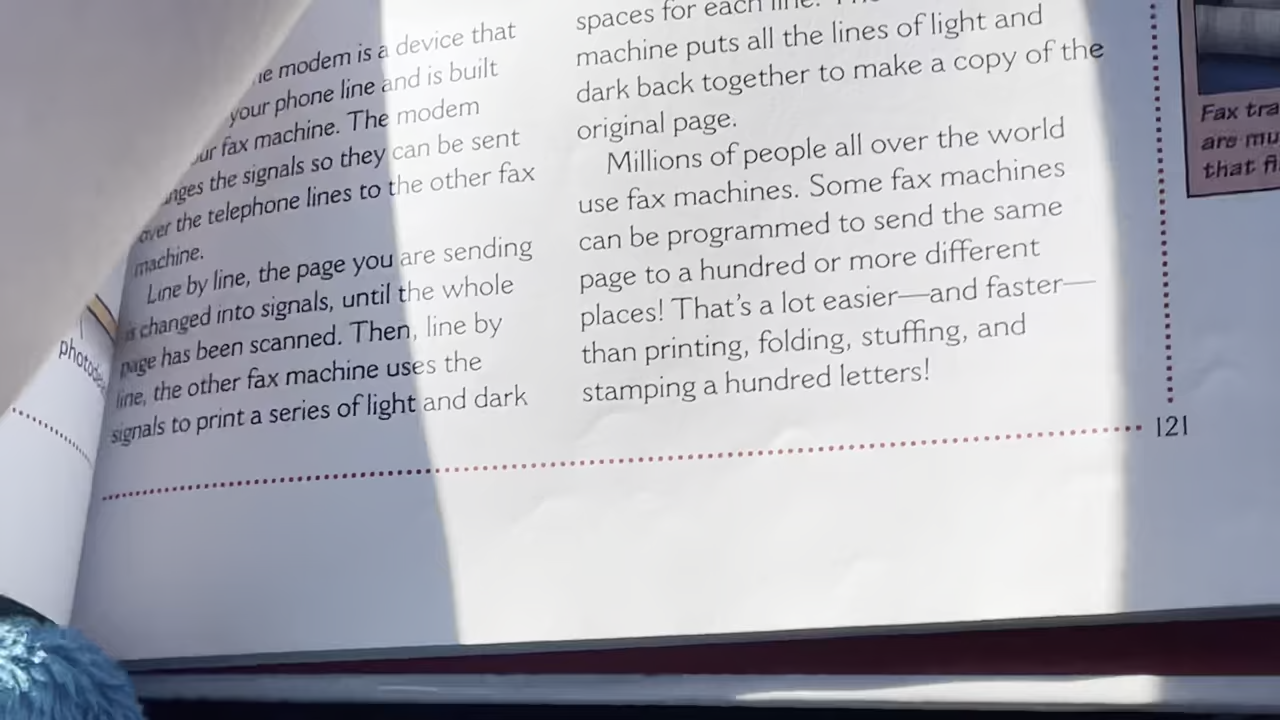 modem is a device that
your phone line and is built
fax machine. The modem
the signals so they can be sent
over the telephone lines to the other fax
machine.
Line by line, the page you are sending
is changed into signals, until the whole
page has been scanned. Then, line by
line, the other fax machine uses the
signals to print a series of light and dark
spaces for each line.
machine puts all the lines of light and
dark back together to make a copy of the
original page.
Millions of people all over the world
use fax machines. Some fax machines
can be programmed to send the same
page to a hundred or more different
places! That's a lot easier—and faster—
than printing, folding, stuffing, and
stamping a hundred letters!
121
Fax
are
that